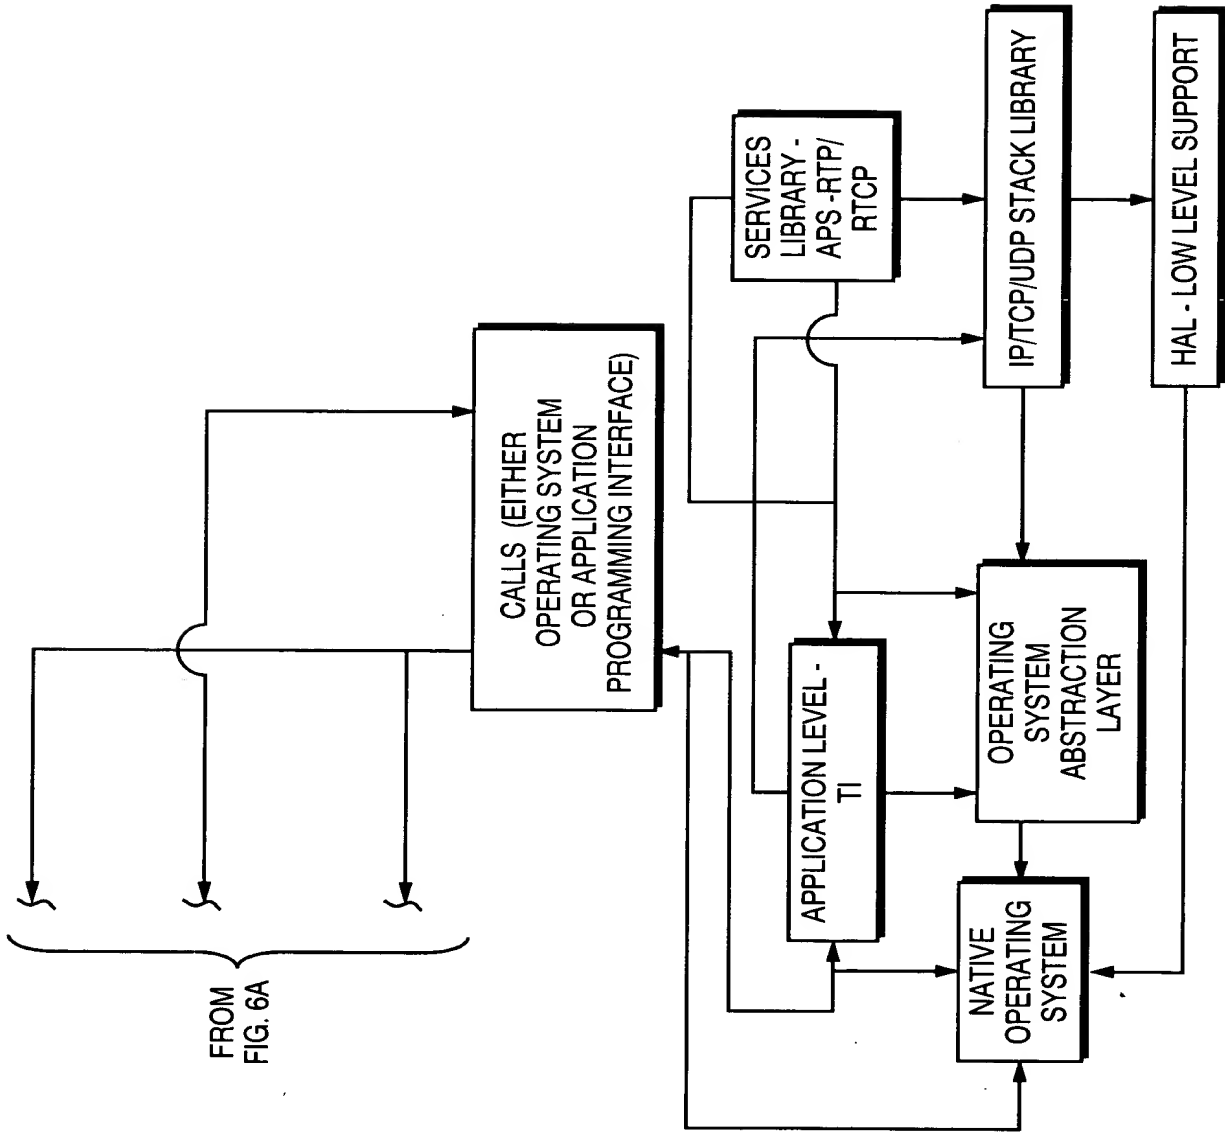 FROM
FIG. 6A
CALLS (EITHER
OPERATING SYSTEM
OR APPLICATION
PROGRAMMING INTERFACE)
SERVICES
LIBRARY -
APS -RTP/
RTCP
APPLICATION LEVEL -
TI
IP/TCP/UDP STACK LIBRARY
OPERATING
SYSTEM
ABSTRACTION
LAYER
NATIVE
OPERATING
SYSTEM
HAL - LOW LEVEL SUPPORT